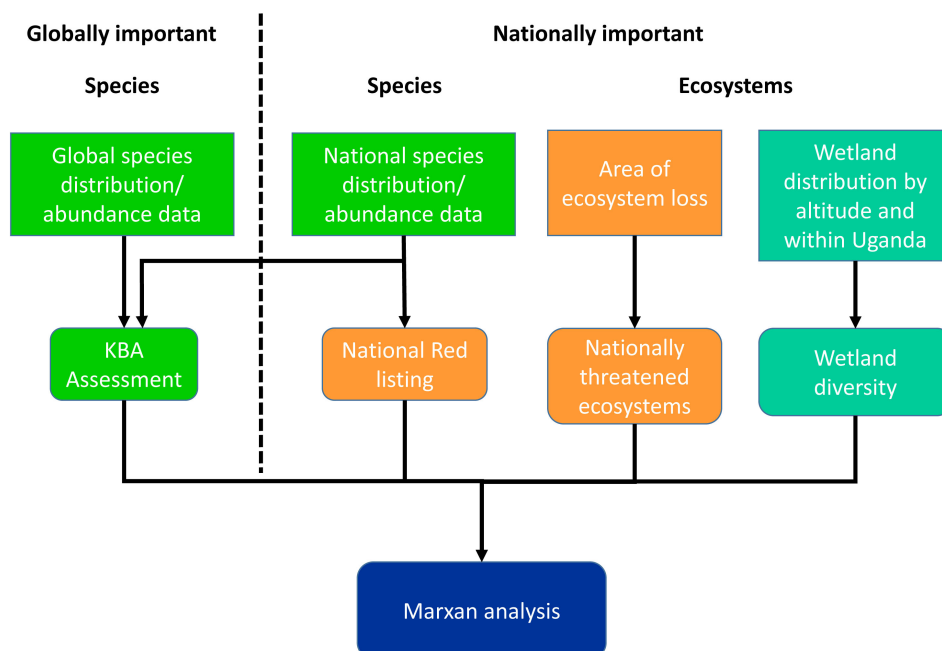 Globally important
Nationally important
Species
Species
Ecosystems
Global species
distribution/
abundance data
National species
distribution/
abundance data
Area of
ecosystem loss
Wetland
distribution by
altitude and
within Uganda
KBA
Assessment
National Red
listing
Nationally
threatened
ecosystems
Wetland
diversity
Marxan analysis